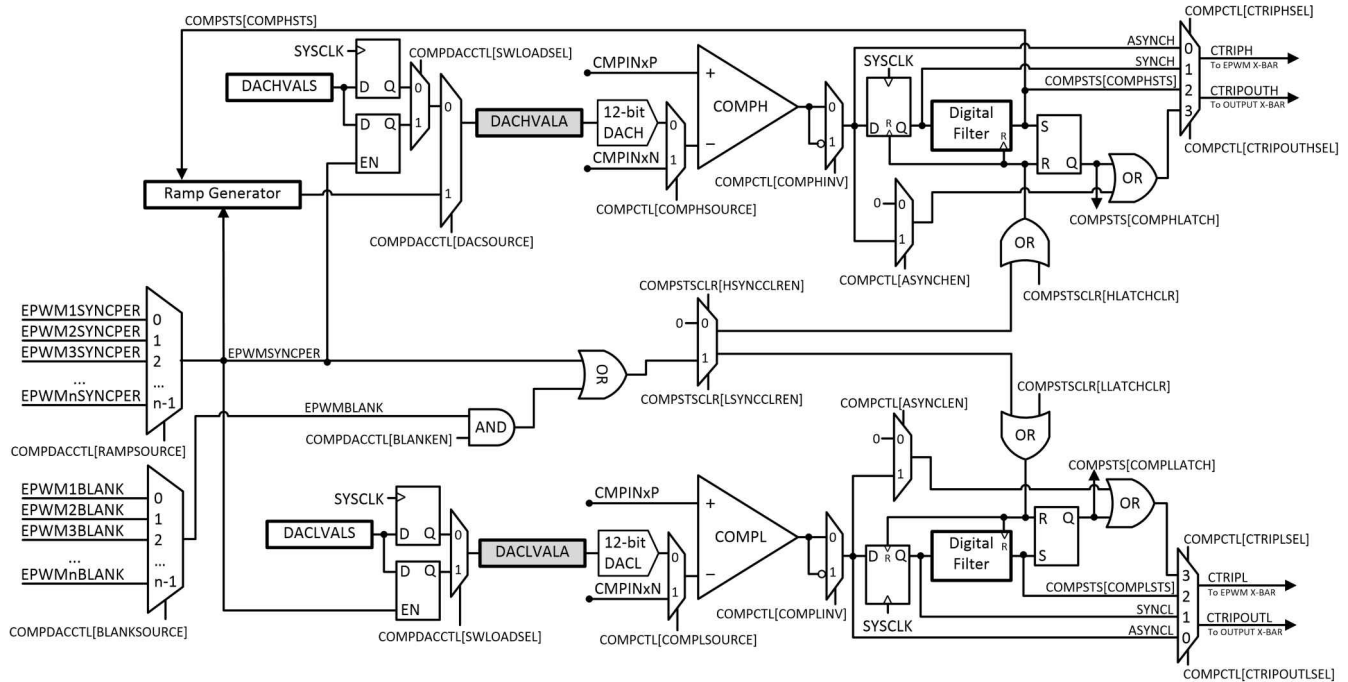 COMPSTS[COMPHSTS]
COMPCTL[CTRIPHSEL]
SYSCLK
COMPDACCTL[SWLOADSEL]
DACHVALS
D Q
0
1
D Q
EN
0
1
DACHVALA
Ramp Generator
COMPDACCTL[DACSOURCE]
CMPINxP
12-bit
DACH
CMPINxN
0
1
COMPCTL[COMPHSOURCE]
+
−
COMPH
0
1
COMPCTL[COMPHINV]
SYSCLK
D R Q
Digital
Filter
R
S
R Q
OR
COMPSTS[COMPHLATCH]
0
0
1
COMPCTL[ASYNCHEN]
OR
COMPSTSCLR[HLATCHCLR]
ASYNCH
SYNCH
COMPSTS[COMPHSTS]
0
1
2
3
CTRIPH
To EPWM X-BAR
CTRIPOUTH
To OUTPUT X-BAR
COMPCTL[CTRIPOUTHSEL]
EPWM1SYNCPER
EPWM2SYNCPER
EPWM3SYNCPER
...
EPWMnSYNCPER
0
1
2
...
n-1
COMPDACCTL[RAMPSOURCE]
EPWMSYNCPER
EPWMBLANK
COMPDACCTL[BLANKEN]
AND
OR
COMPSTSCLR[HSYNCCLREN]
0
0
1
COMPSTSCLR[LSYNCCLREN]
EPWM1BLANK
EPWM2BLANK
EPWM3BLANK
...
EPWMnBLANK
0
1
2
...
n-1
COMPDACCTL[BLANKSOURCE]
SYSCLK
DACLVALS
D Q
D Q
EN
0
1
COMPDACCTL[SWLOADSEL]
DACLVALA
CMPINxP
12-bit
DACL
CMPINxN
0
1
COMPCTL[COMPLSOURCE]
+
−
COMPL
0
1
COMPCTL[COMPLINV]
COMPCTL[ASYNCLEN]
0
0
1
COMPSTSCLR[LLATCHCLR]
OR
COMPSTS[COMPLLATCH]
D R Q
SYSCLK
Digital
Filter
R
R Q
S
OR
COMPSTS[COMPLSTS]
SYNCL
ASYNCL
COMPCTL[CTRIPLSEL]
3
2
1
0
CTRIPL
To EPWM X-BAR
CTRIPOUTL
To OUTPUT X-BAR
COMPCTL[CTRIPOUTLSEL]